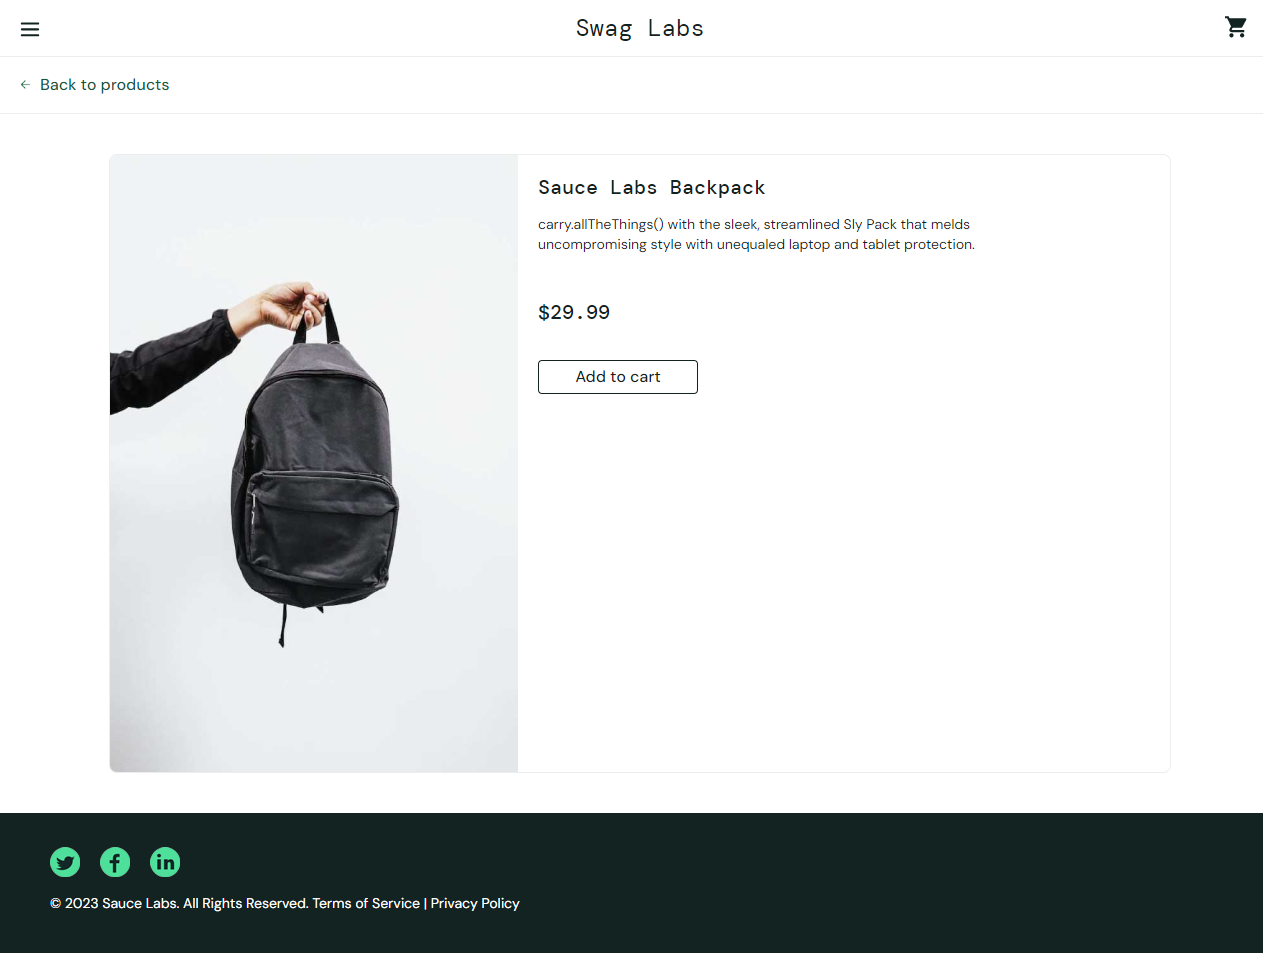 Swag Labs
Back to products
Sauce Labs Backpack
carry.allTheThings() with the sleek, streamlined Sly Pack that melds
uncompromising style with unequaled laptop and tablet protection.
$29.99
Add to cart
© 2023 Sauce Labs. All Rights Reserved. Terms of Service | Privacy Policy